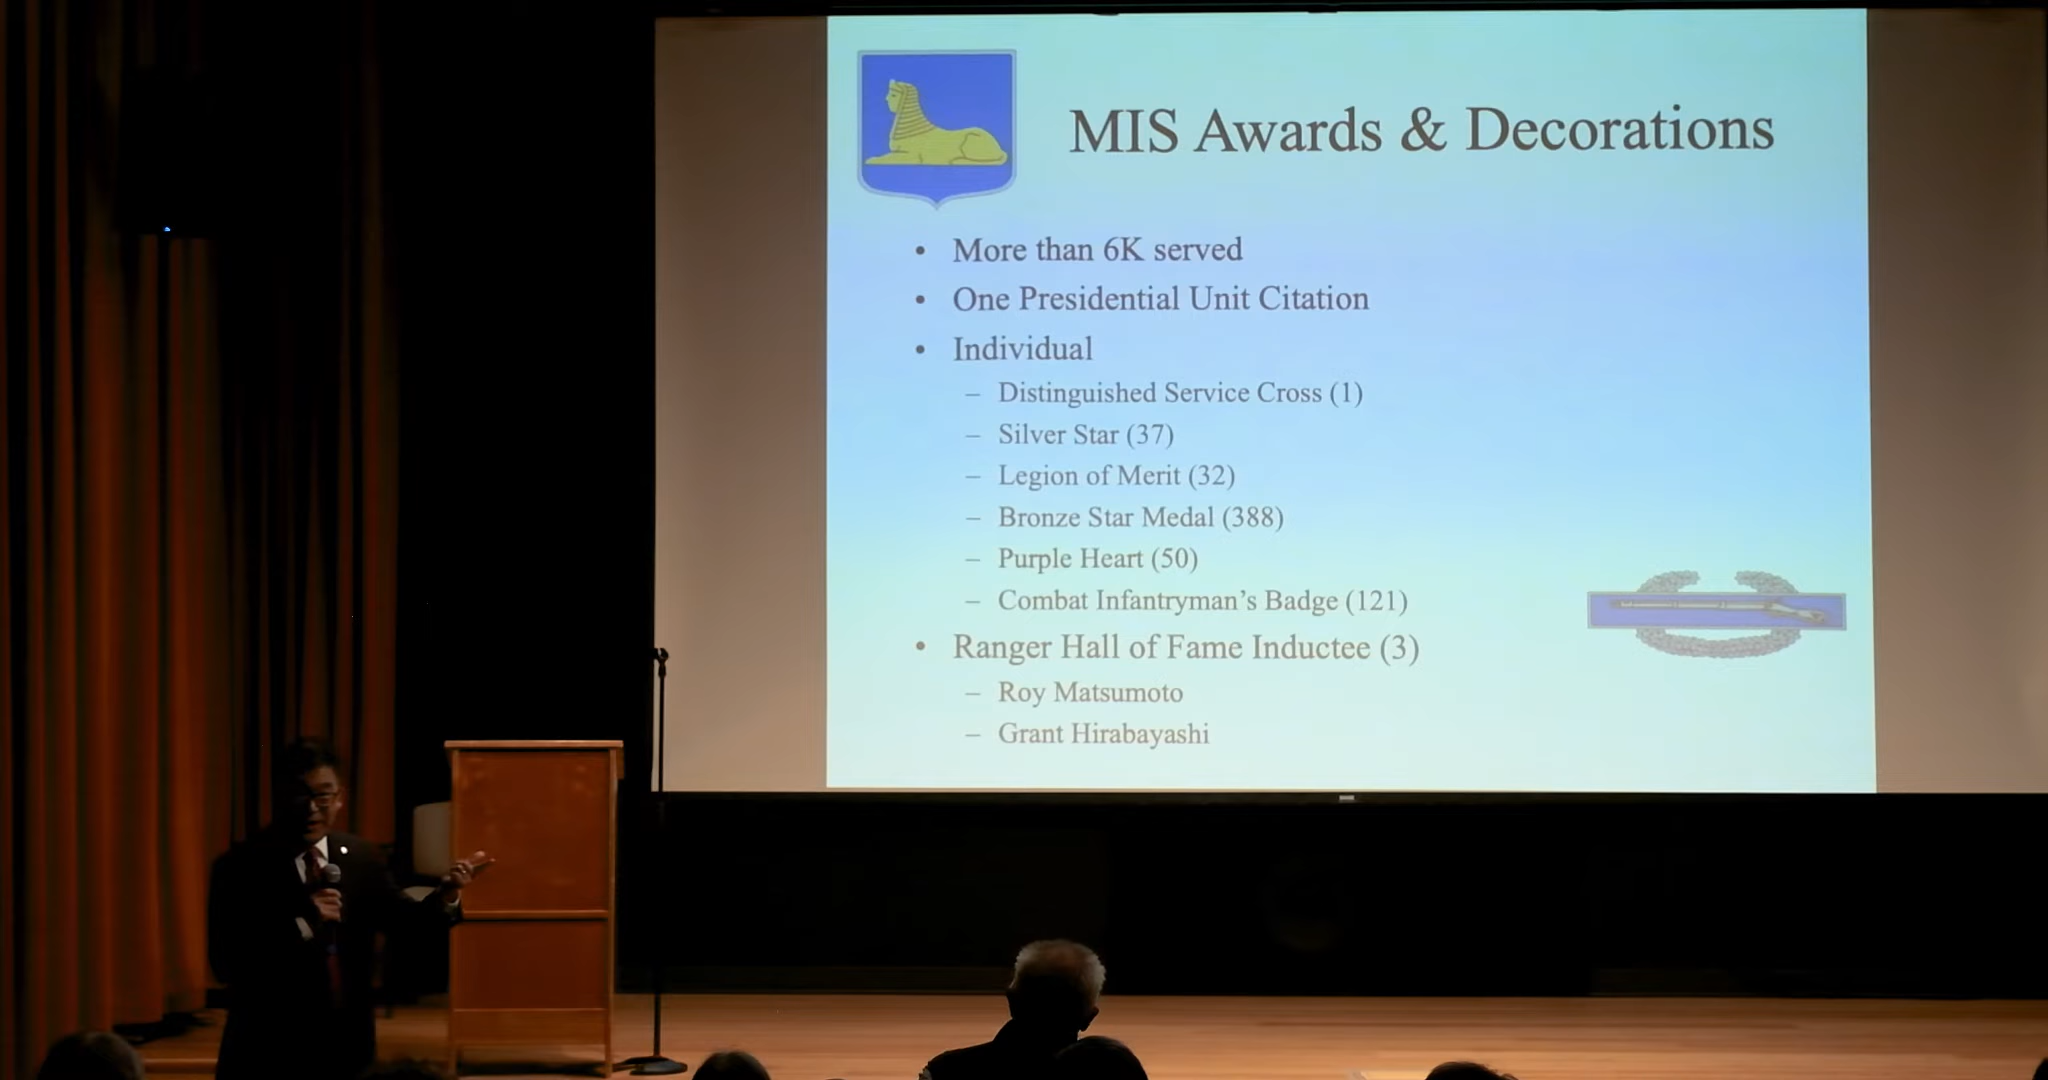 MIS Awards & Decorations
• More than 6K served
• One Presidential Unit Citation
• Individual
– Distinguished Service Cross (1)
– Silver Star (37)
– Legion of Merit (32)
– Bronze Star Medal (388)
– Purple Heart (50)
– Combat Infantryman’s Badge (121)
• Ranger Hall of Fame Inductee (3)
– Roy Matsumoto
– Grant Hirabayashi